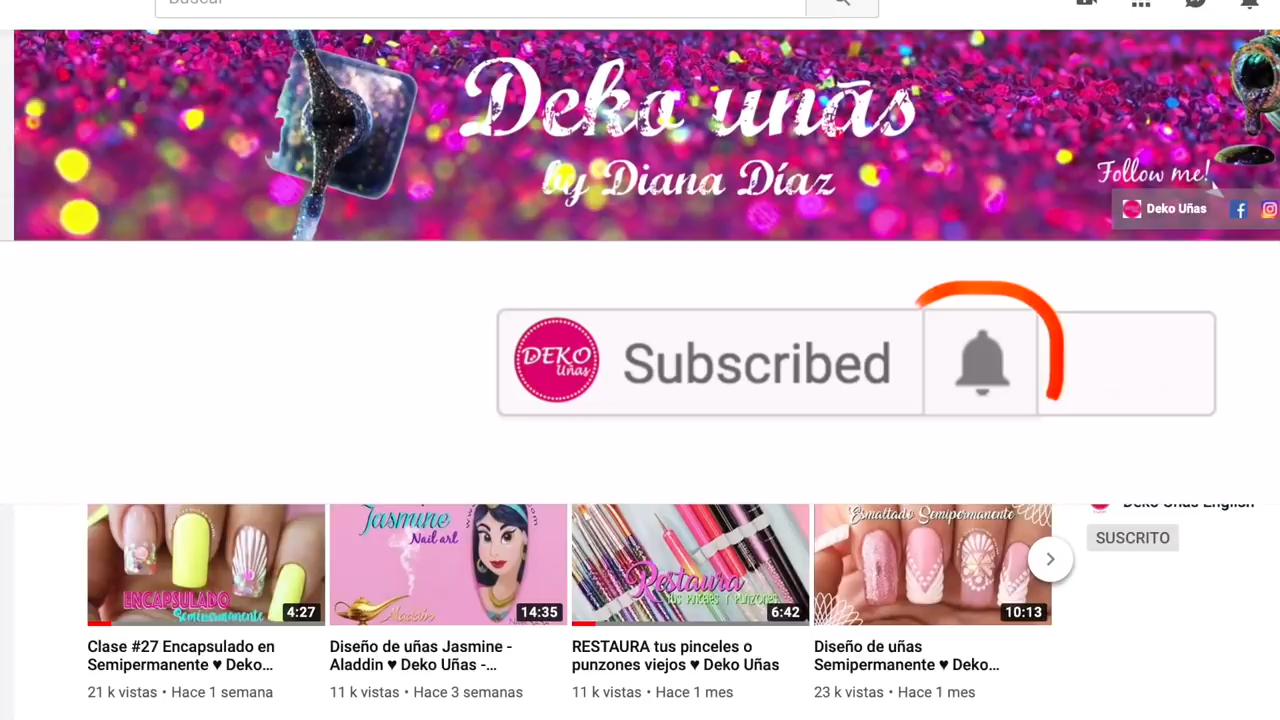 Buscar
Deko uñas
by Diana Díaz
Follow me!
Deko Uñas
DEKO
Uñas
Subscribed
Deko Uñas English
SUSCRITO
ENCAPSULADO
Semipermanente
4:27
Jasmine
Nail art
Aladdin
14:35
Restaura
tus pinceles y punzones
6:42
Esmaltado Semipermanente
10:13
Clase #27 Encapsulado en
Semipermanente ♥ Deko...
21 k vistas • Hace 1 semana
Diseño de uñas Jasmine -
Aladdin ♥ Deko Uñas -...
11 k vistas • Hace 3 semanas
RESTAURA tus pinceles o
punzones viejos ♥ Deko Uñas
11 k vistas • Hace 1 mes
Diseño de uñas
Semipermanente ♥ Deko...
23 k vistas • Hace 1 mes